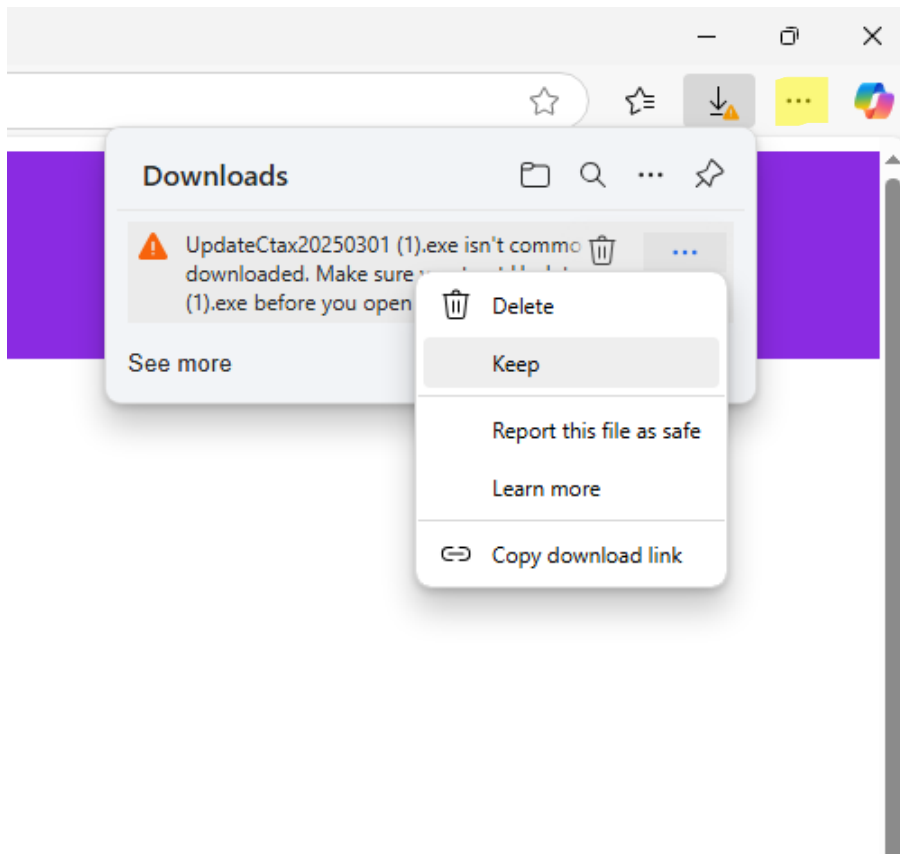 Downloads
UpdateCtax20250301 (1).exe isn't commo
downloaded. Make sure
(1).exe before you open
See more
Delete
Keep
Report this file as safe
Learn more
Copy download link